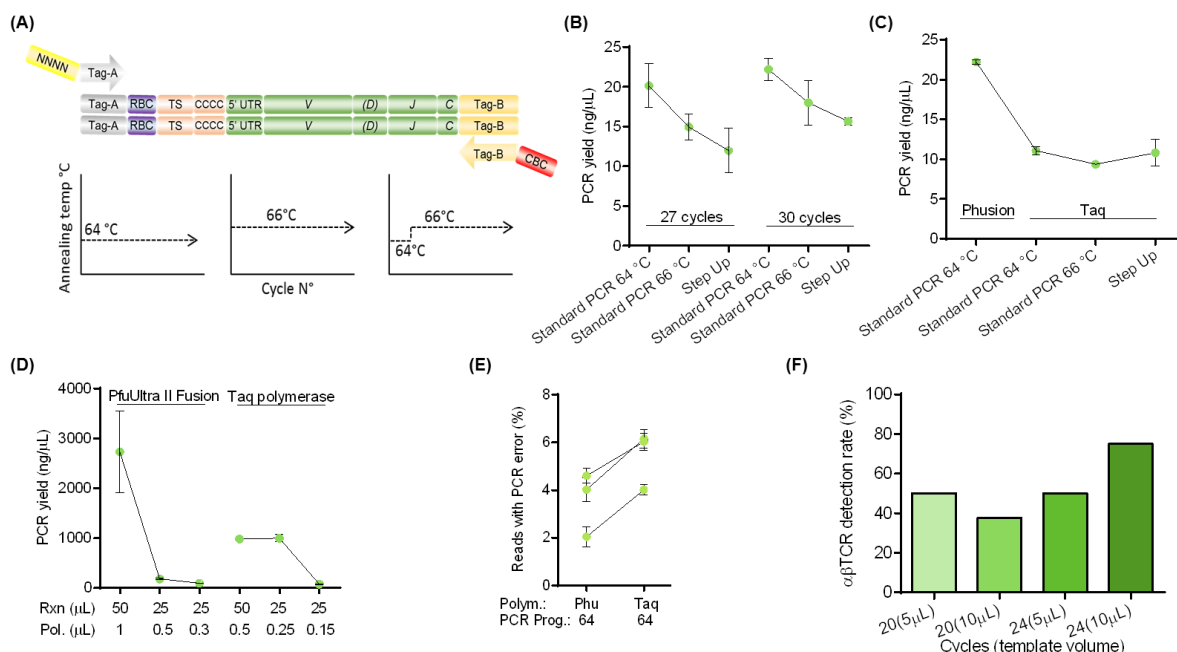 (A)
NNNN
Tag-A
Tag-A RBC TS CCCC 5' UTR V (D) J C Tag-B
Tag-A RBC TS CCCC 5' UTR V (D) J C Tag-B
Tag-B CBC
Annealing temp °C
64 °C
66°C
66°C
64°C
Cycle N°
(B)
PCR yield (ng/μL)
25
20
15
10
5
0
27 cycles 30 cycles
Standard PCR 64 °C
Standard PCR 66 °C
Step Up
Standard PCR 64 °C
Standard PCR 66 °C
Step Up
(C)
PCR yield (ng/μL)
25
20
15
10
5
0
Phusion Taq
Standard PCR 64 °C
Standard PCR 64 °C
Standard PCR 66 °C
Step Up
(D)
PCR yield (ng/μL)
4000
3000
2000
1000
0
PfuUltra II Fusion Taq polymerase
Rxn (μL) 50 25 25 50 25 25
Pol. (μL) 1 0.5 0.3 0.5 0.25 0.15
(E)
Reads with PCR error (%)
8
6
4
2
0
Polym.: Phu Taq
PCR Prog.: 64 64
(F)
αβTCR detection rate (%)
100
80
60
40
20
0
20(5μL)
20(10μL)
24(5μL)
24(10μL)
Cycles (template volume)